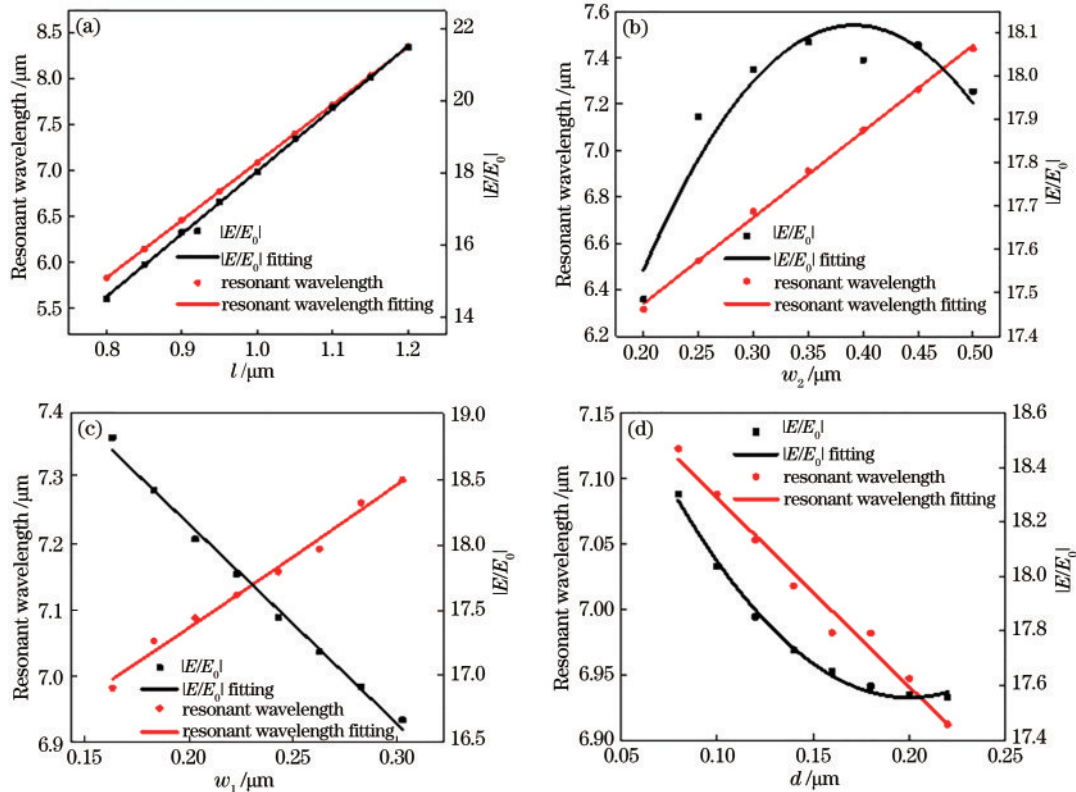 (a)
Resonant wavelength /μm
8.5
8.0
7.5
7.0
6.5
6.0
5.5
22
20
18
16
14
|E/E₀|
|E/E₀|
|E/E₀| fitting
resonant wavelength
resonant wavelength fitting
0.8 0.9 1.0 1.1 1.2
l /μm
(b)
Resonant wavelength /μm
7.6
7.4
7.2
7.0
6.8
6.6
6.4
6.2
18.1
18.0
17.9
17.8
17.7
17.6
17.5
17.4
|E/E₀|
|E/E₀|
|E/E₀| fitting
resonant wavelength
resonant wavelength fitting
0.20 0.25 0.30 0.35 0.40 0.45 0.50
w₂ /μm
(c)
Resonant wavelength /μm
7.4
7.3
7.2
7.1
7.0
6.9
19.0
18.5
18.0
17.5
17.0
16.5
|E/E₀|
|E/E₀|
|E/E₀| fitting
resonant wavelength
resonant wavelength fitting
0.20 0.25 0.30
w₁ /μm
(d)
Resonant wavelength /μm
7.15
7.10
7.05
7.00
6.95
6.90
18.6
18.4
18.2
18.0
17.8
17.6
17.4
|E/E₀|
|E/E₀|
|E/E₀| fitting
resonant wavelength
resonant wavelength fitting
0.05 0.10 0.15 0.20 0.25
d /μm